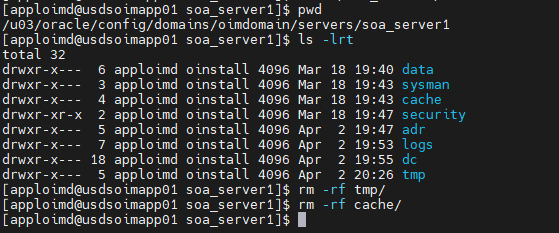 [apploimd@usdsoimapp01 soa_server1]$ pwd
/u03/oracle/config/domains/oimdomain/servers/soa_server1
[apploimd@usdsoimapp01 soa_server1]$ ls -lrt
total 32
drwxr-x---  6 apploimd oinstall 4096 Mar 18 19:40 data
drwxr-x---  3 apploimd oinstall 4096 Mar 18 19:43 sysman
drwxr-x---  4 apploimd oinstall 4096 Mar 18 19:43 cache
drwxr-xr-x  2 apploimd oinstall 4096 Mar 18 19:47 security
drwxr-x---  5 apploimd oinstall 4096 Apr  2 19:47 adr
drwxr-x---  7 apploimd oinstall 4096 Apr  2 19:53 logs
drwxr-x--- 18 apploimd oinstall 4096 Apr  2 19:55 dc
drwxr-x---  5 apploimd oinstall 4096 Apr  2 20:26 tmp
[apploimd@usdsoimapp01 soa_server1]$ rm -rf tmp/
[apploimd@usdsoimapp01 soa_server1]$ rm -rf cache/
[apploimd@usdsoimapp01 soa_server1]$